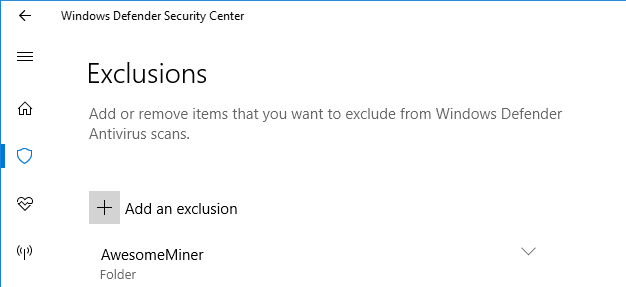 Windows Defender Security Center
Exclusions
Add or remove items that you want to exclude from Windows Defender
Antivirus scans.
Add an exclusion
AwesomeMiner
Folder